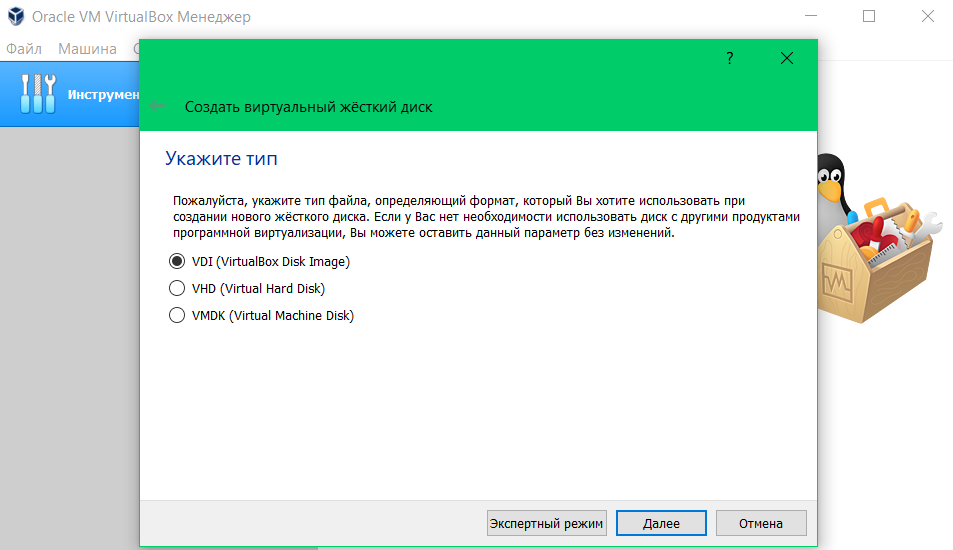 Oracle VM VirtualBox Менеджер
Файл Машина
?
Инструмен
Создать виртуальный жёсткий диск
Укажите тип
Пожалуйста, укажите тип файла, определяющий формат, который Вы хотите использовать при
создании нового жёсткого диска. Если у Вас нет необходимости использовать диск с другими продуктами
программной виртуализации, Вы можете оставить данный параметр без изменений.
VDI (VirtualBox Disk Image)
VHD (Virtual Hard Disk)
VMDK (Virtual Machine Disk)
Экспертный режим Далее Отмена